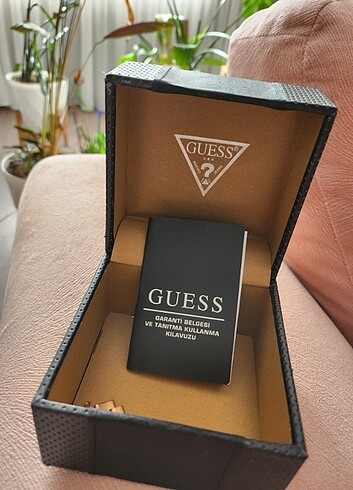 GUESS
U.S.A.
?
GUESS
GARANTİ BELGESİ
VE TANITMA KULLANMA
KILAVUZU